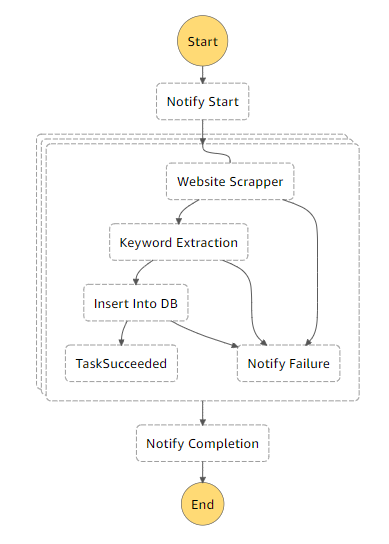 Start
Notify Start
Website Scrapper
Keyword Extraction
Insert Into DB
TaskSucceeded
Notify Failure
Notify Completion
End